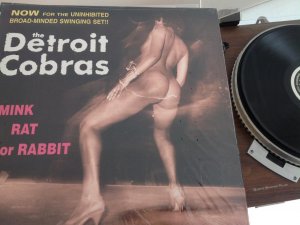 NOW FOR THE UNINHIBITED
BROAD-MINDED SWINGING SET!!
the
Detroit
Cobras
MINK
RAT
or RABBIT